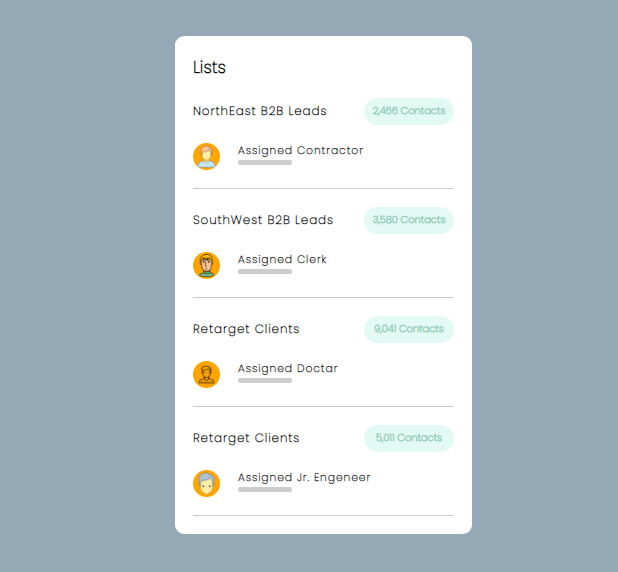 Lists
NorthEast B2B Leads 2,466 Contacts
Assigned Contractor
SouthWest B2B Leads 3,580 Contacts
Assigned Clerk
Retarget Clients 9,041 Contacts
Assigned Doctar
Retarget Clients 5,011 Contacts
Assigned Jr. Engeneer